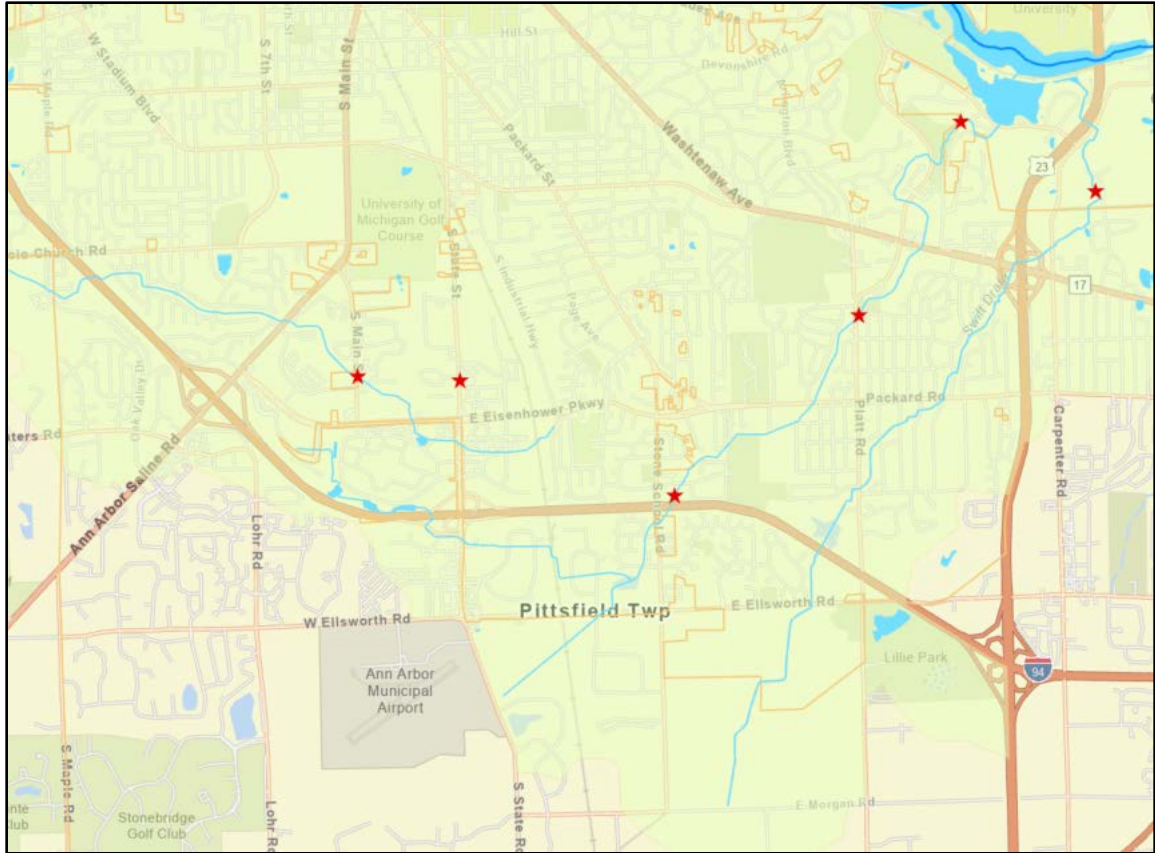 University
Hill St
Devonshire Rd
W Stadium Blvd
S 7th St
S Main St
S Maple Rd
Arlington Blvd
Packard St
Washtenaw Ave
23
University of
Michigan Golf
Course
S State St
S Industrial Hwy
Page Ave
17
Swift Drain
S Main St
Oak Valley Dr
E Eisenhower Pkwy
Packard Rd
Platt Rd
Carpenter Rd
Stone School Rd
Ann Arbor Saline Rd
Lohr Rd
Pittsfield Twp
E Ellsworth Rd
W Ellsworth Rd
Lillie Park
94
Ann Arbor
Municipal
Airport
S Maple Rd
Lohr Rd
S State Rd
E Morgan Rd
Stonebridge
Golf Club
Club